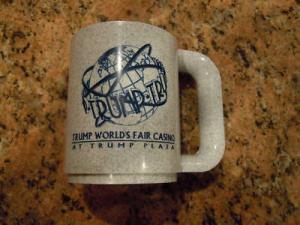 TRUMP
TRUMP WORLD'S FAIR CASINO
AT TRUMP PLAZA